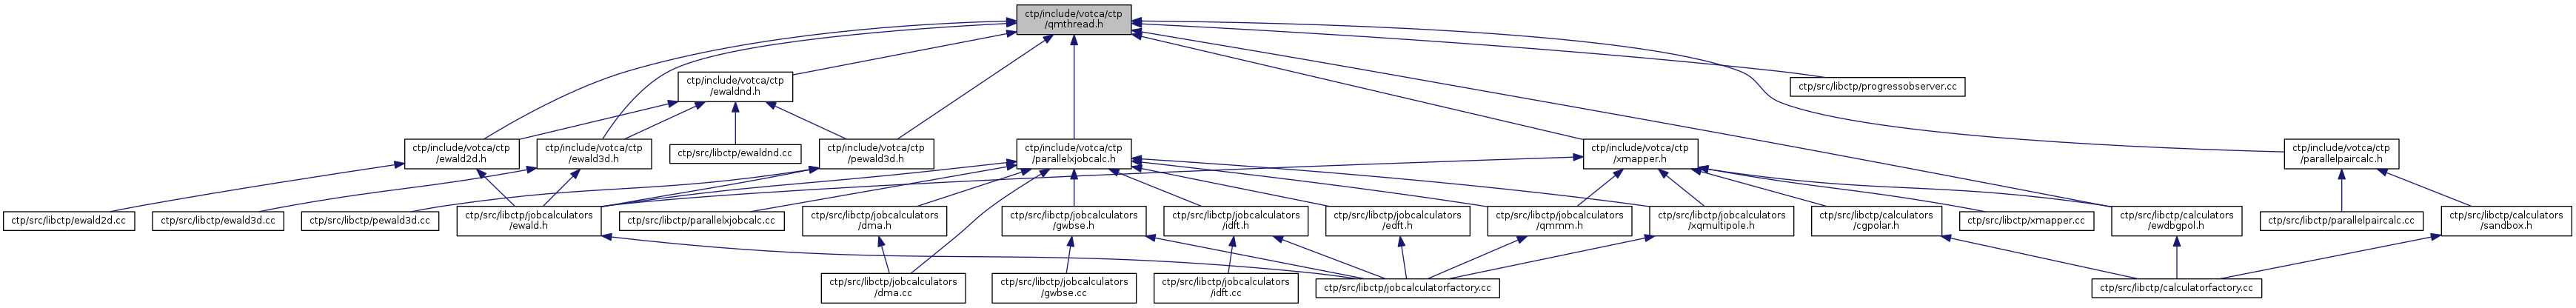 ctp/include/votca/ctp
/qmthread.h
ctp/include/votca/ctp
/ewaldnd.h
ctp/src/libctp/progressobserver.cc
ctp/include/votca/ctp
/ewald2d.h
ctp/include/votca/ctp
/ewald3d.h
ctp/src/libctp/ewaldnd.cc
ctp/include/votca/ctp
/pewald3d.h
ctp/include/votca/ctp
/parallelxjobcalc.h
ctp/include/votca/ctp
/xmapper.h
ctp/include/votca/ctp
/parallelpaircalc.h
ctp/src/libctp/ewald2d.cc
ctp/src/libctp/ewald3d.cc
ctp/src/libctp/pewald3d.cc
ctp/src/libctp/jobcalculators
/ewald.h
ctp/src/libctp/parallelxjobcalc.cc
ctp/src/libctp/jobcalculators
/dma.h
ctp/src/libctp/jobcalculators
/gwbse.h
ctp/src/libctp/jobcalculators
/idft.h
ctp/src/libctp/jobcalculators
/edft.h
ctp/src/libctp/jobcalculators
/qmmm.h
ctp/src/libctp/jobcalculators
/xqmultipole.h
ctp/src/libctp/calculators
/cgpolar.h
ctp/src/libctp/xmapper.cc
ctp/src/libctp/calculators
/ewdbgpol.h
ctp/src/libctp/parallelpaircalc.cc
ctp/src/libctp/calculators
/sandbox.h
ctp/src/libctp/jobcalculators
/dma.cc
ctp/src/libctp/jobcalculators
/gwbse.cc
ctp/src/libctp/jobcalculators
/idft.cc
ctp/src/libctp/jobcalculatorfactory.cc
ctp/src/libctp/calculatorfactory.cc